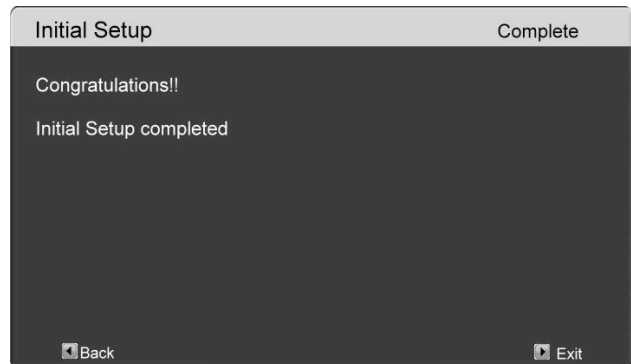 Initial Setup Complete
Congratulations!!
Initial Setup completed
Back Exit